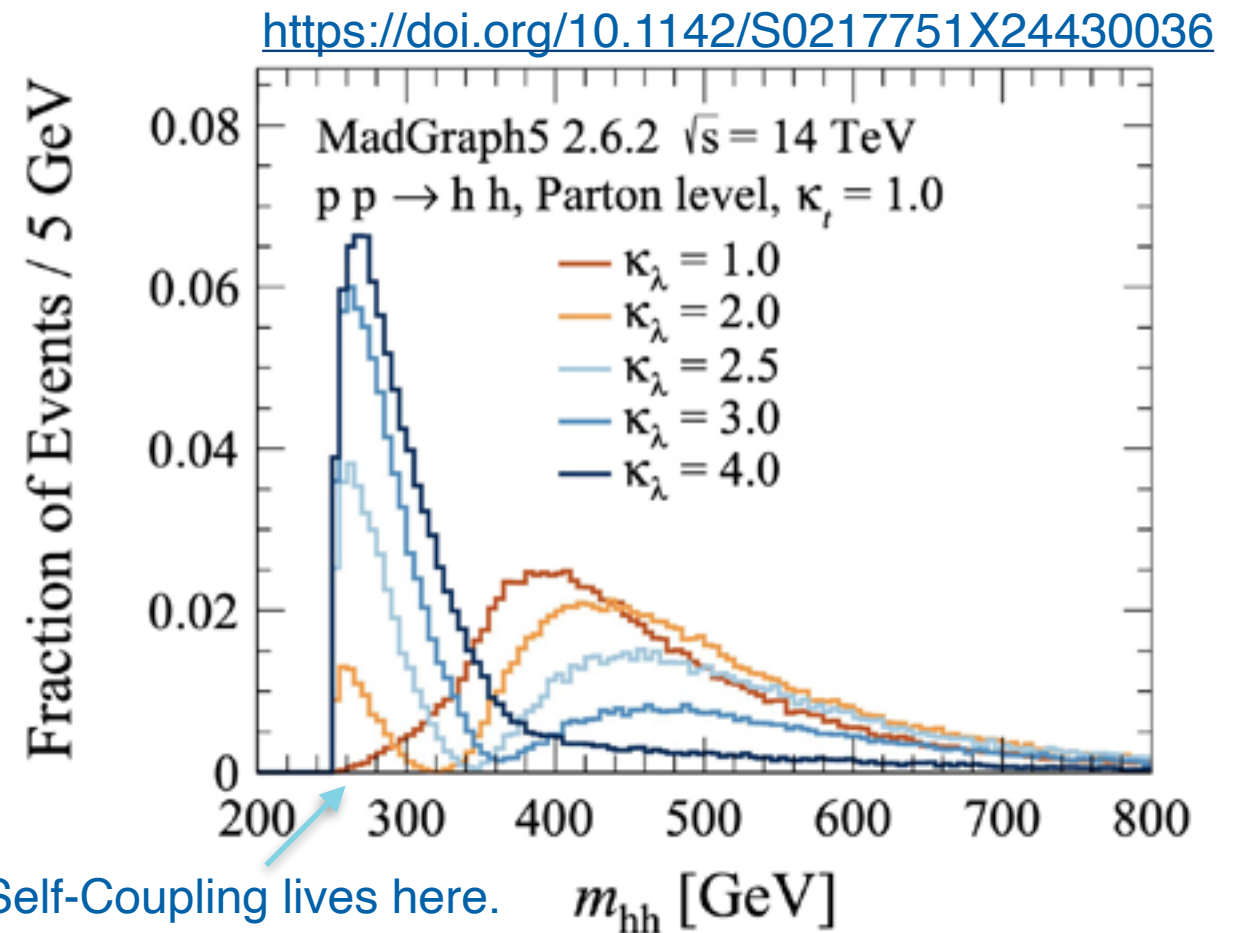 https://doi.org/10.1142/S0217751X24430036
Fraction of Events / 5 GeV
0.08
0.06
0.04
0.02
0
MadGraph5 2.6.2 √s = 14 TeV
p p → h h, Parton level, κt = 1.0
κλ = 1.0
κλ = 2.0
κλ = 2.5
κλ = 3.0
κλ = 4.0
200 300 400 500 600 700 800
Self-Coupling lives here.
mhh [GeV]